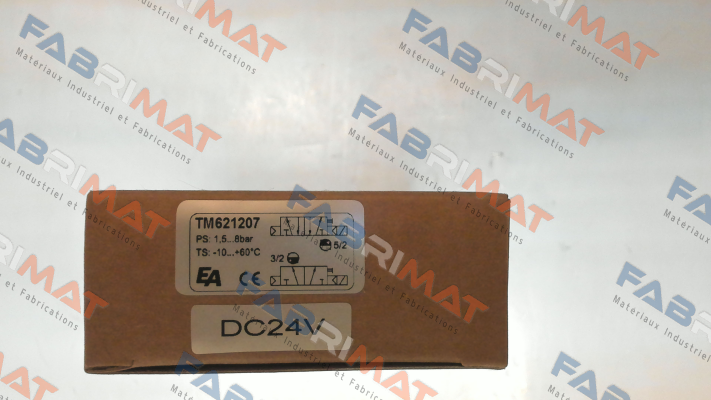 TM621207
PS: 1,5...8bar
TS: -10...+60°C
5/2
3/2
EA CE
DC24V
FABRIMAT
Matériaux Industriel et Fabrications